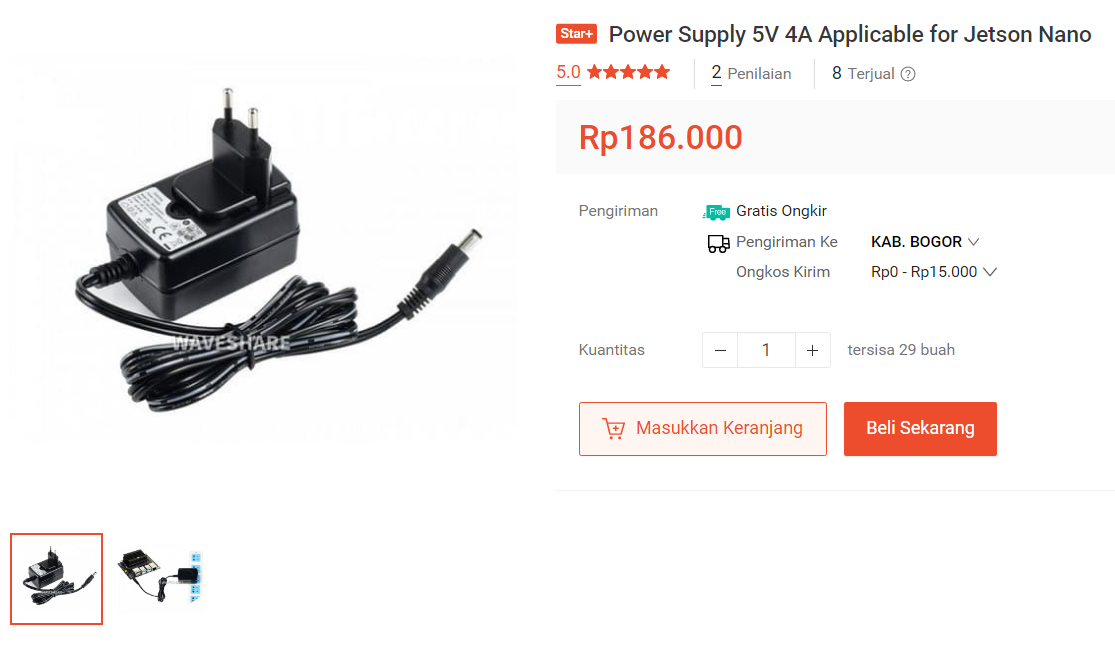 Star+ Power Supply 5V 4A Applicable for Jetson Nano
5.0 2 Penilaian 8 Terjual ?
Rp186.000
Pengiriman Free Gratis Ongkir
Pengiriman Ke KAB. BOGOR
Ongkos Kirim Rp0 - Rp15.000
Kuantitas 1 tersisa 29 buah
Masukkan Keranjang Beli Sekarang
WAVESHARE
CE